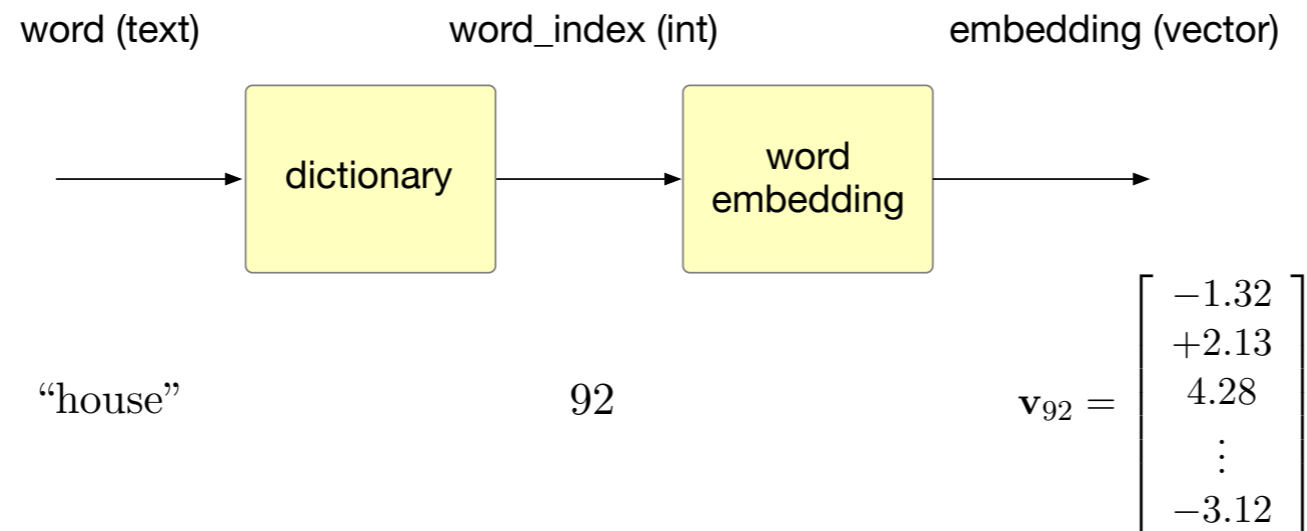 word (text) word_index (int) embedding (vector)
dictionary
word
embedding
“house” 92 v₉₂ =
−1.32
+2.13
4.28
⋮
−3.12